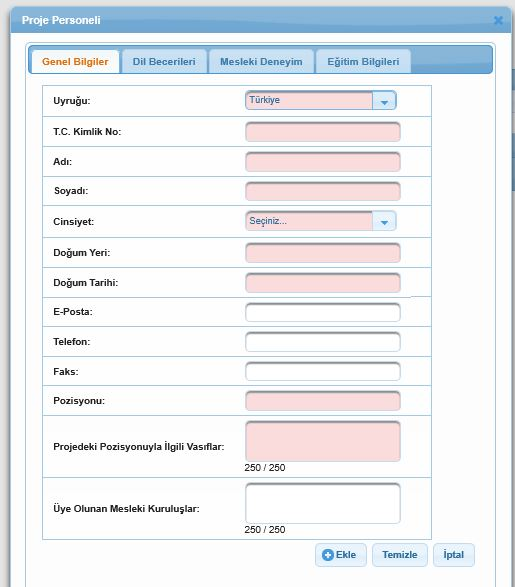 Proje Personeli
Genel Bilgiler Dil Becerileri Mesleki Deneyim Eğitim Bilgileri
Uyruğu: Türkiye
T.C. Kimlik No:
Adı:
Soyadı:
Cinsiyet: Seçiniz...
Doğum Yeri:
Doğum Tarihi:
E-Posta:
Telefon:
Faks:
Pozisyonu:
Projedeki Pozisyonuyla İlgili Vasıflar:
250 / 250
Üye Olunan Mesleki Kuruluşlar:
250 / 250
Ekle Temizle İptal